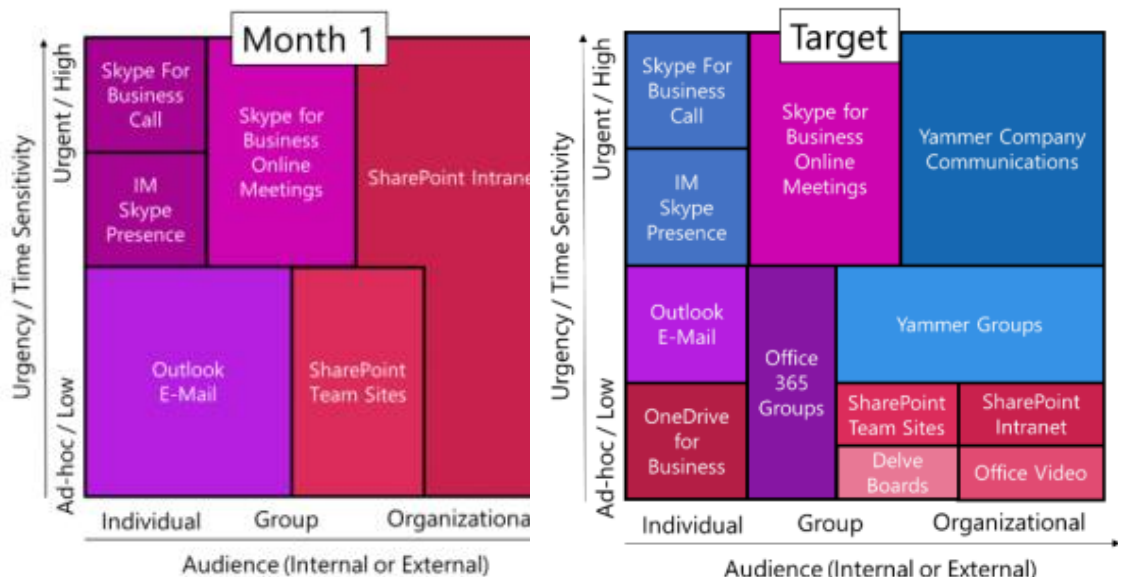 Month 1
Urgency / Time Sensitivity
Urgent / High
Ad-hoc / Low
Skype For
Business
Call
IM
Skype
Presence
Skype for
Business
Online
Meetings
SharePoint Intrane
Outlook
E-Mail
SharePoint
Team Sites
Individual
Group
Organizationa
Audience (Internal or External)
Target
Urgency / Time Sensitivity
Urgent / High
Ad-hoc / Low
Skype For
Business
Call
IM
Skype
Presence
Skype for
Business
Online
Meetings
Yammer Company
Communications
Outlook
E-Mail
Office
365
Groups
Yammer Groups
OneDrive
for
Business
SharePoint
Team Sites
SharePoint
Intranet
Delve
Boards
Office Video
Individual
Group
Organizational
Audience (Internal or External)